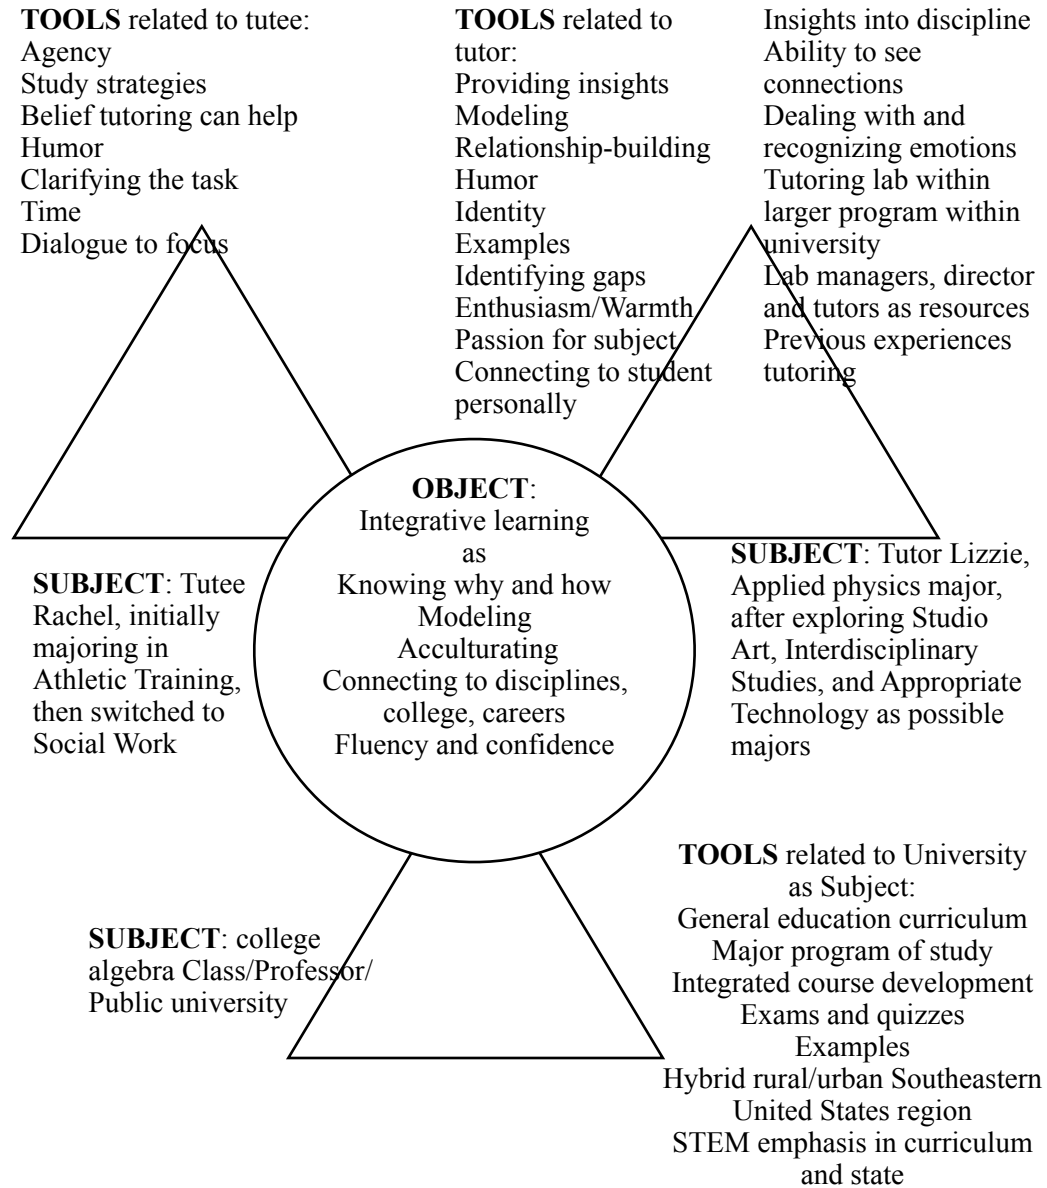 TOOLS related to tutee:
Agency
Study strategies
Belief tutoring can help
Humor
Clarifying the task
Time
Dialogue to focus
TOOLS related to
tutor:
Providing insights
Modeling
Relationship-building
Humor
Identity
Examples
Identifying gaps
Enthusiasm/Warmth
Passion for subject
Connecting to student
personally
Insights into discipline
Ability to see
connections
Dealing with and
recognizing emotions
Tutoring lab within
larger program within
university
Lab managers, director
and tutors as resources
Previous experiences
tutoring
OBJECT:
Integrative learning
as
Knowing why and how
Modeling
Acculturating
Connecting to disciplines,
college, careers
Fluency and confidence
SUBJECT: Tutee
Rachel, initially
majoring in
Athletic Training,
then switched to
Social Work
SUBJECT: Tutor Lizzie,
Applied physics major,
after exploring Studio
Art, Interdisciplinary
Studies, and Appropriate
Technology as possible
majors
SUBJECT: college
algebra Class/Professor/
Public university
TOOLS related to University
as Subject:
General education curriculum
Major program of study
Integrated course development
Exams and quizzes
Examples
Hybrid rural/urban Southeastern
United States region
STEM emphasis in curriculum
and state